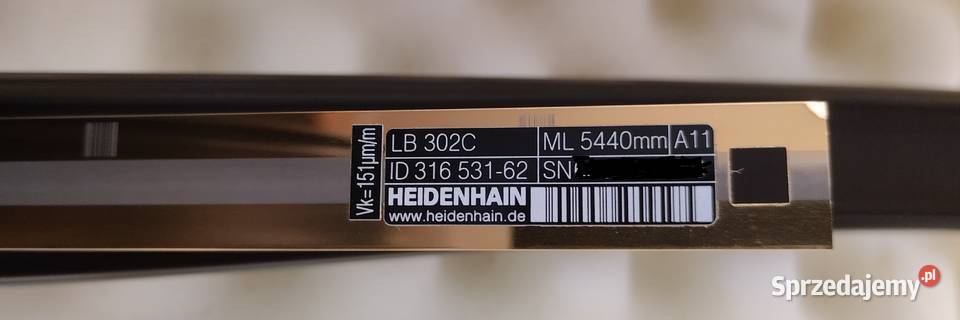 Vk=151µm/m
LB 302C ML 5440mm A11
ID 316 531-62 SN
HEIDENHAIN
www.heidenhain.de
Sprzedajemy.pl